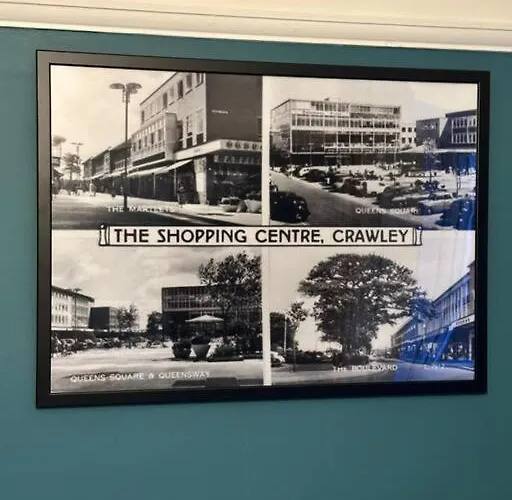 THE MARTLETS
QUEENS SQUARE
THE SHOPPING CENTRE, CRAWLEY
QUEENS SQUARE & QUEENSWAY
THE BOULEVARD